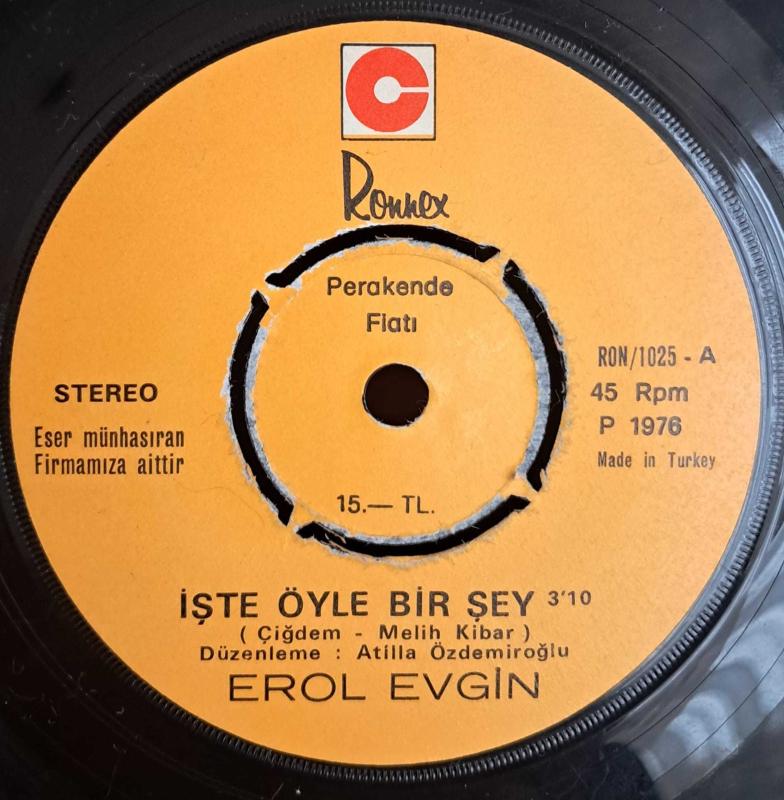 Ronnex
Perakende
Fiatı
STEREO
Eser münhasıran
Firmamıza aittir
RON/1025 - A
45 Rpm
P 1976
Made in Turkey
15.— TL.
İŞTE ÖYLE BİR ŞEY 3'10
( Çiğdem - Melih Kibar )
Düzenleme : Atilla Özdemiroğlu
EROL EVGİN